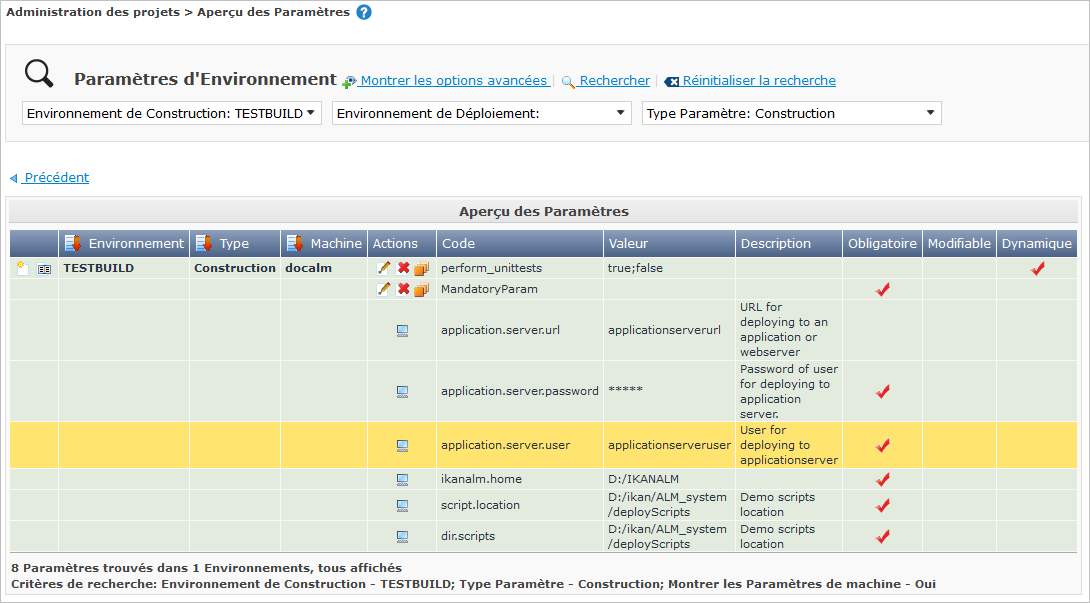 Administration des projets > Aperçu des Paramètres ?
Paramètres d'Environnement Montrer les options avancées | Rechercher | Réinitialiser la recherche
Environnement de Construction: TESTBUILD Environnement de Déploiement: Type Paramètre: Construction
Précédent
Aperçu des Paramètres
Environnement Type Machine Actions Code Valeur Description Obligatoire Modifiable Dynamique
TESTBUILD Construction docalm perform_unittests true;false
MandatoryParam
application.server.url applicationserverurl URL for
deploying to an
application or
webserver
application.server.password ***** Password of user
for deploying to
application
server.
application.server.user applicationserveruser User for
deploying to
applicationserver
ikanalm.home D:/IKANALM
script.location D:/ikan/ALM_system Demo scripts
/deployScripts location
dir.scripts D:/ikan/ALM_system Demo scripts
/deployScripts location
8 Paramètres trouvés dans 1 Environnements, tous affichés
Critères de recherche: Environnement de Construction - TESTBUILD; Type Paramètre - Construction; Montrer les Paramètres de machine - Oui